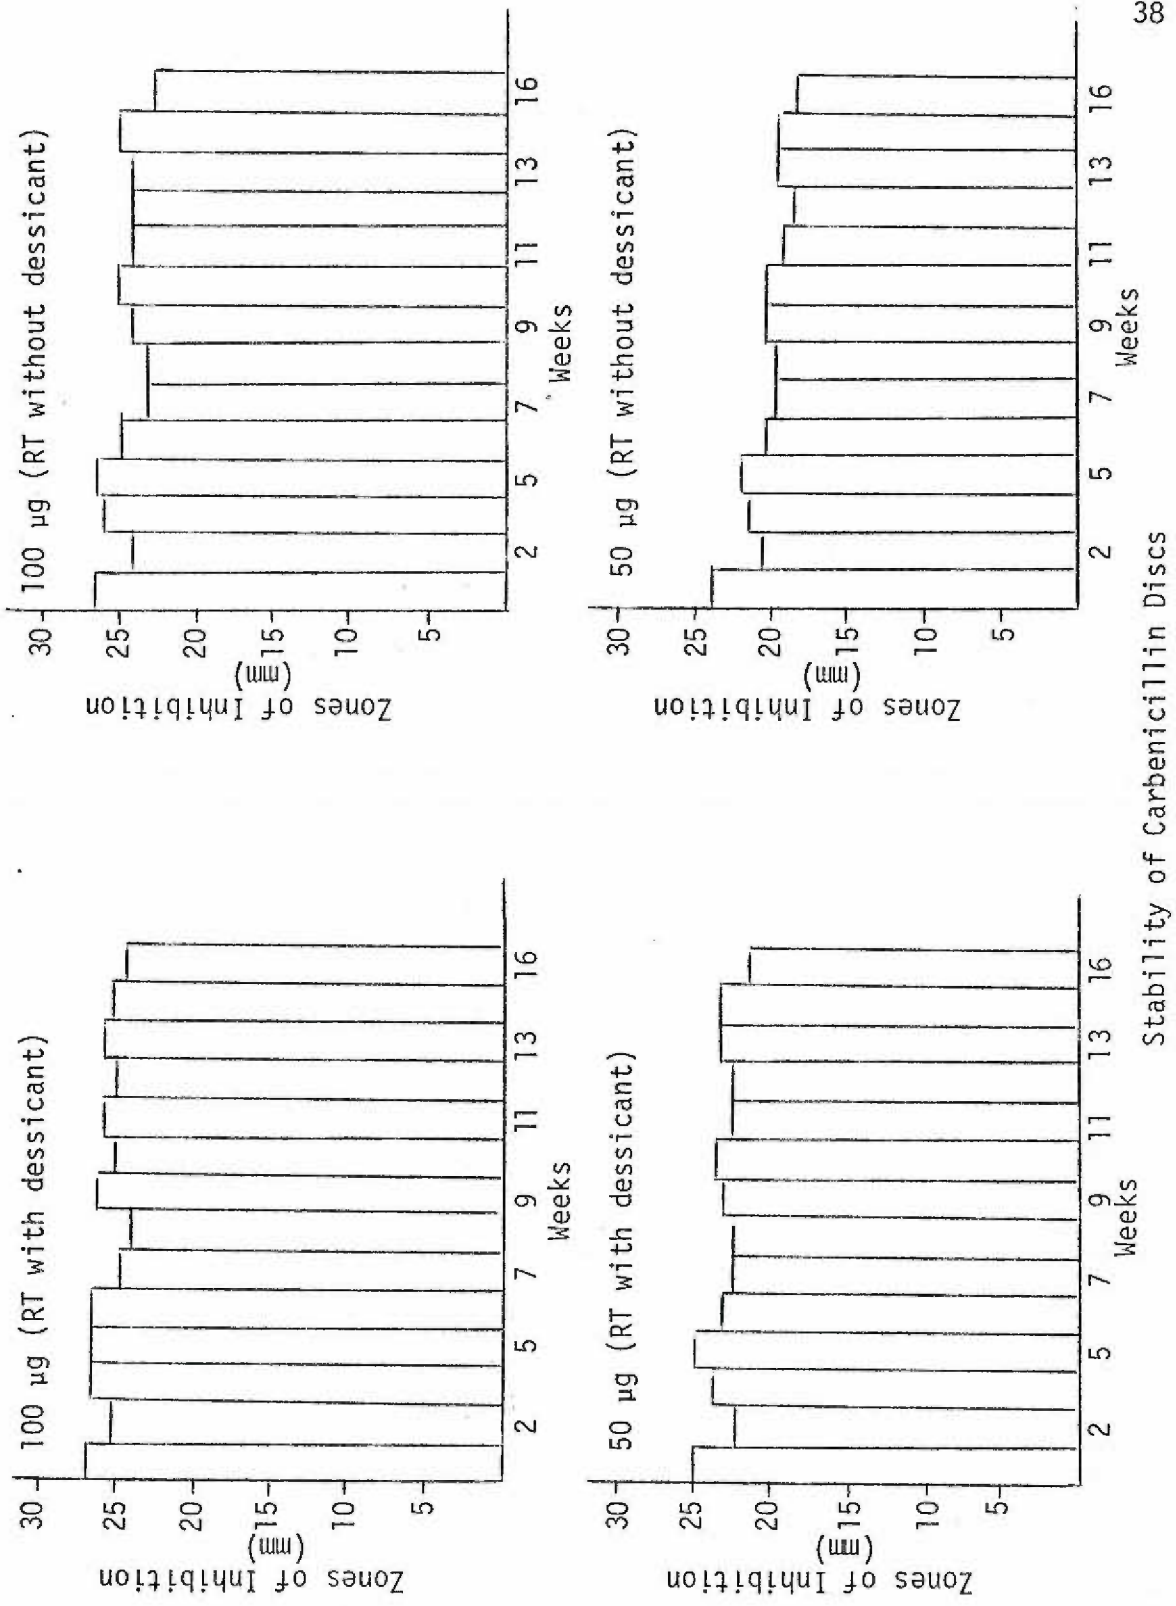 38
100 µg (RT with dessicant)
Zones of Inhibition
(mm)
30
25
20
15
10
5
2 5 7 9 11 13 16
Weeks
100 µg (RT without dessicant)
Zones of Inhibition
(mm)
30
25
20
15
10
5
2 5 7 9 11 13 16
Weeks
50 µg (RT with dessicant)
Zones of Inhibition
(mm)
30
25
20
15
10
5
2 5 7 9 11 13 16
Weeks
50 µg (RT without dessicant)
Zones of Inhibition
(mm)
30
25
20
15
10
5
2 5 7 9 11 13 16
Weeks
Stability of Carbenicillin Discs